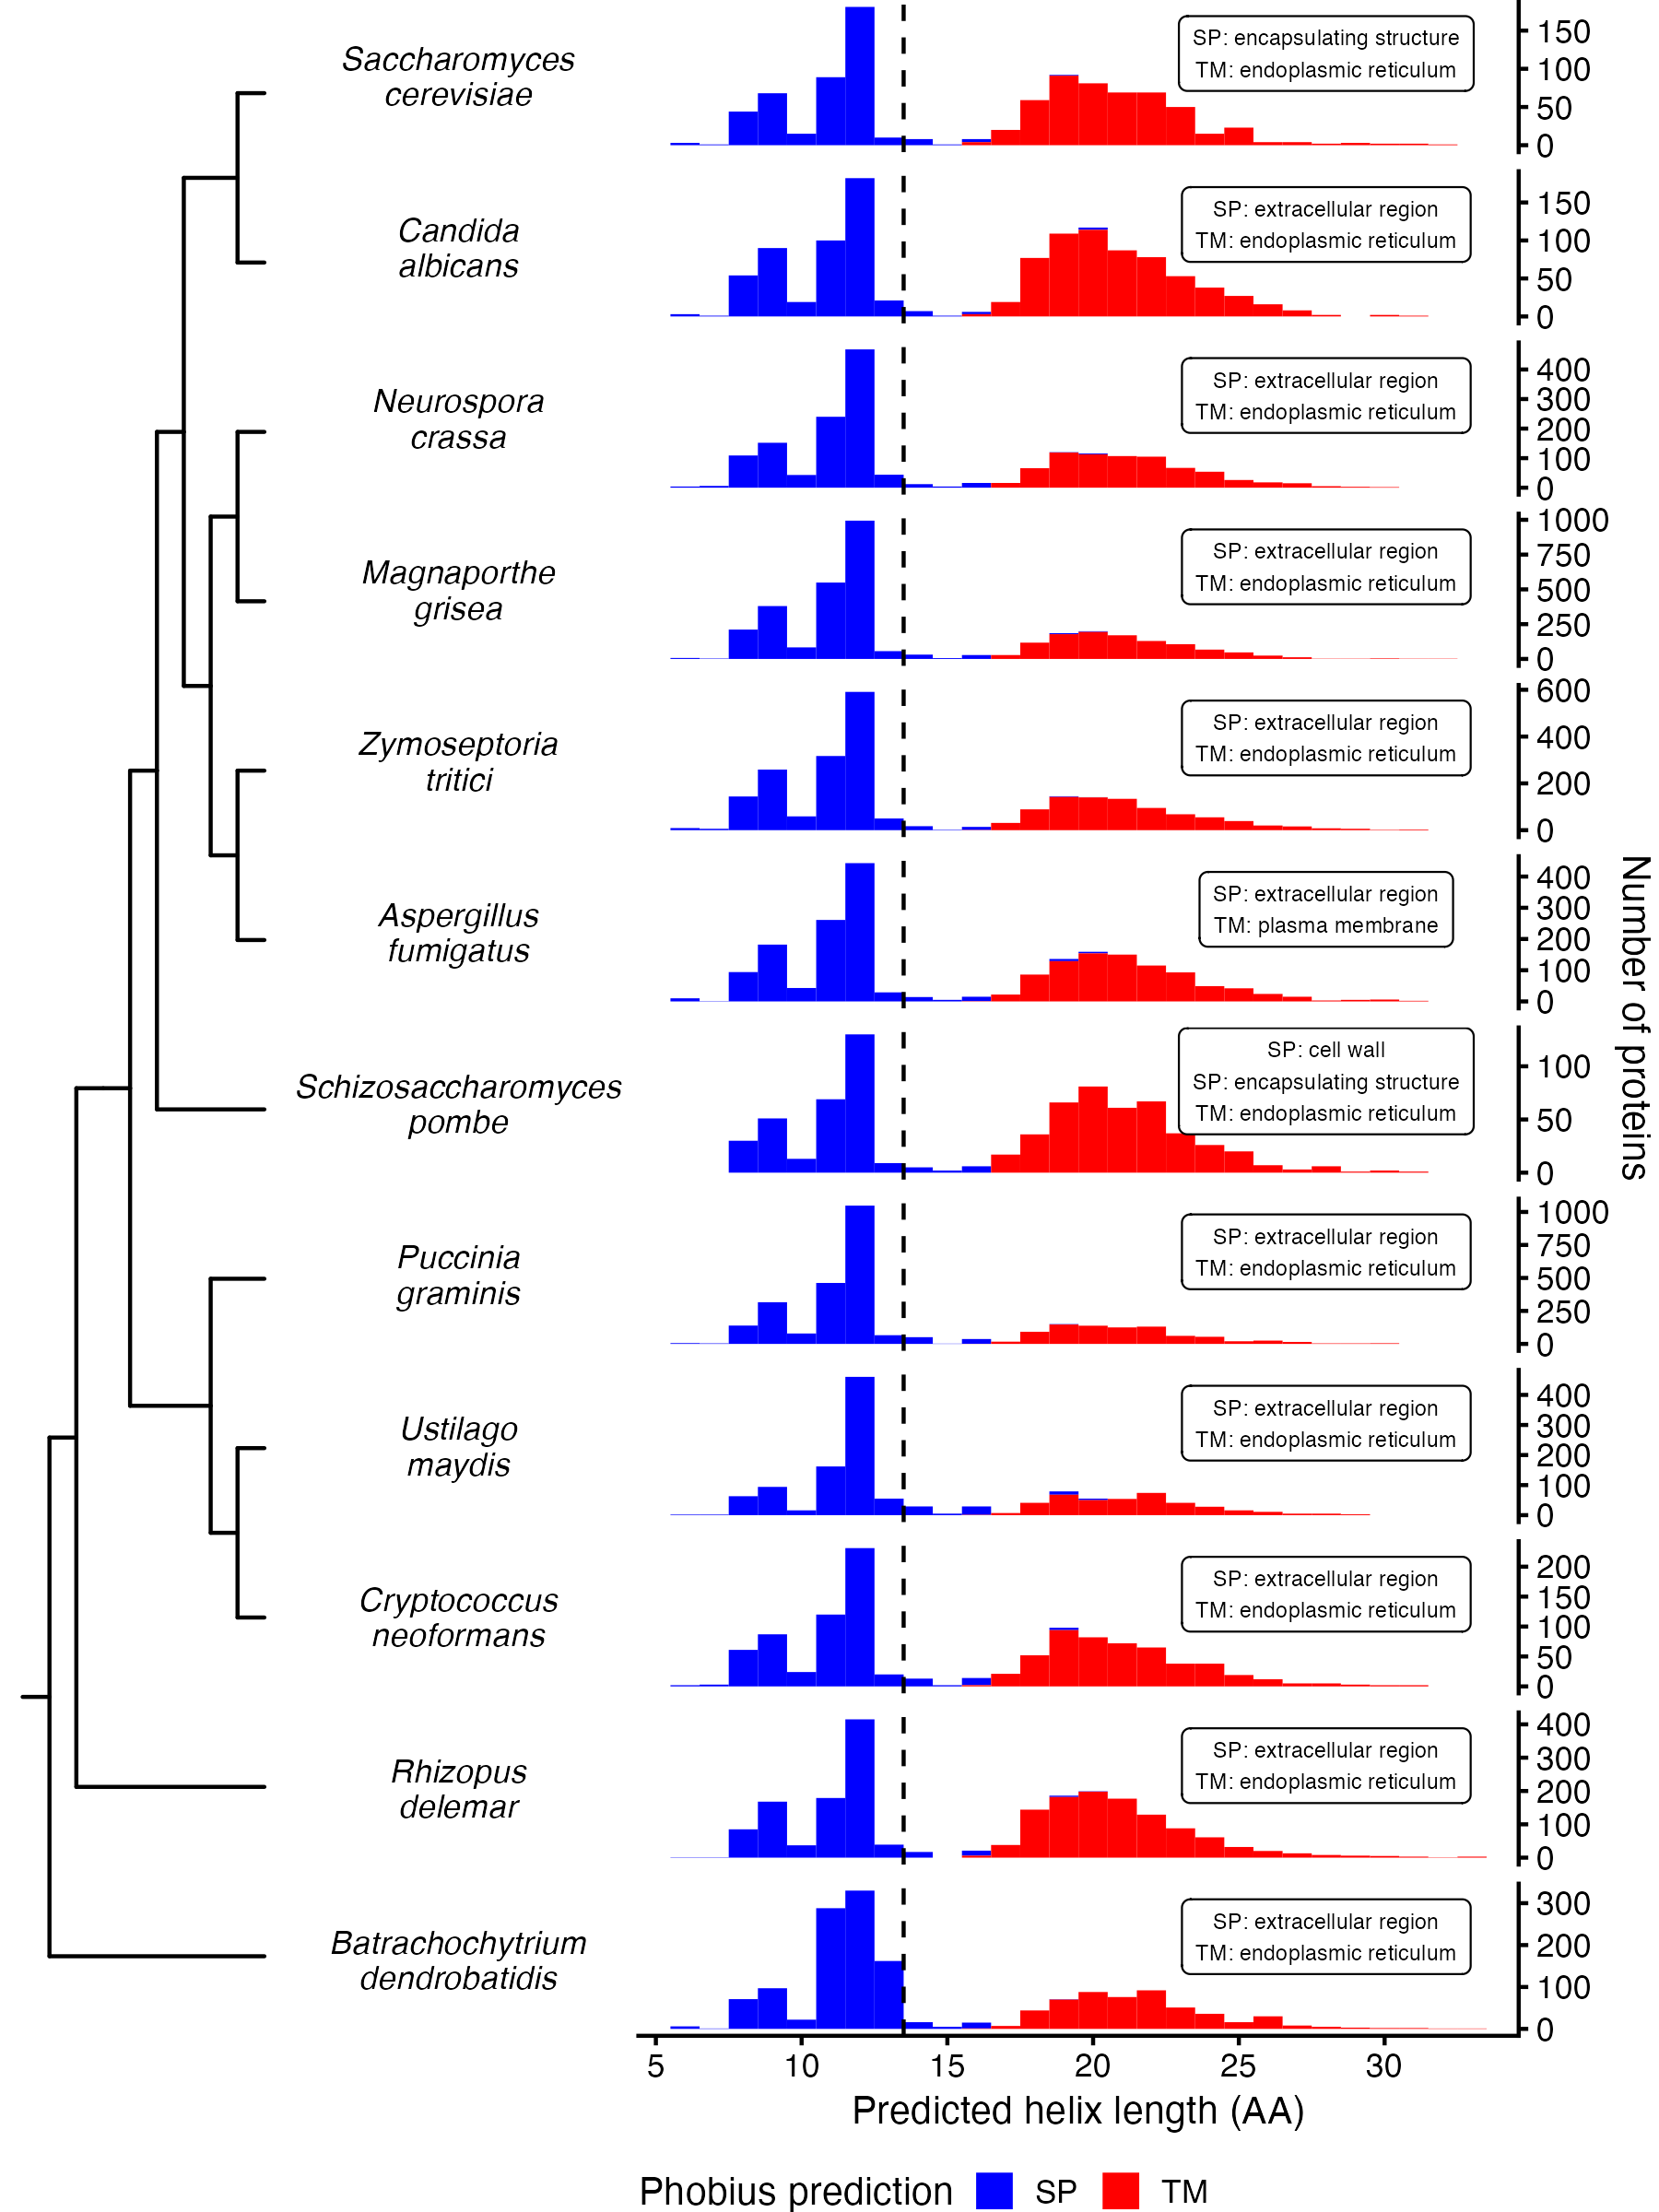 Saccharomyces
cerevisiae
SP: encapsulating structure
TM: endoplasmic reticulum
150
100
50
0
Candida
albicans
SP: extracellular region
TM: endoplasmic reticulum
150
100
50
0
Neurospora
crassa
SP: extracellular region
TM: endoplasmic reticulum
400
300
200
100
0
Magnaporthe
grisea
SP: extracellular region
TM: endoplasmic reticulum
1000
750
500
250
0
Zymoseptoria
tritici
SP: extracellular region
TM: endoplasmic reticulum
600
400
200
0
Aspergillus
fumigatus
SP: extracellular region
TM: plasma membrane
400
300
200
100
0
Schizosaccharomyces
pombe
SP: cell wall
SP: encapsulating structure
TM: endoplasmic reticulum
100
50
0
Puccinia
graminis
SP: extracellular region
TM: endoplasmic reticulum
1000
750
500
250
0
Ustilago
maydis
SP: extracellular region
TM: endoplasmic reticulum
400
300
200
100
0
Cryptococcus
neoformans
SP: extracellular region
TM: endoplasmic reticulum
200
150
100
50
0
Rhizopus
delemar
SP: extracellular region
TM: endoplasmic reticulum
400
300
200
100
0
Batrachochytrium
dendrobatidis
SP: extracellular region
TM: endoplasmic reticulum
300
200
100
0
Number of proteins
5 10 15 20 25 30
Predicted helix length (AA)
Phobius prediction SP TM